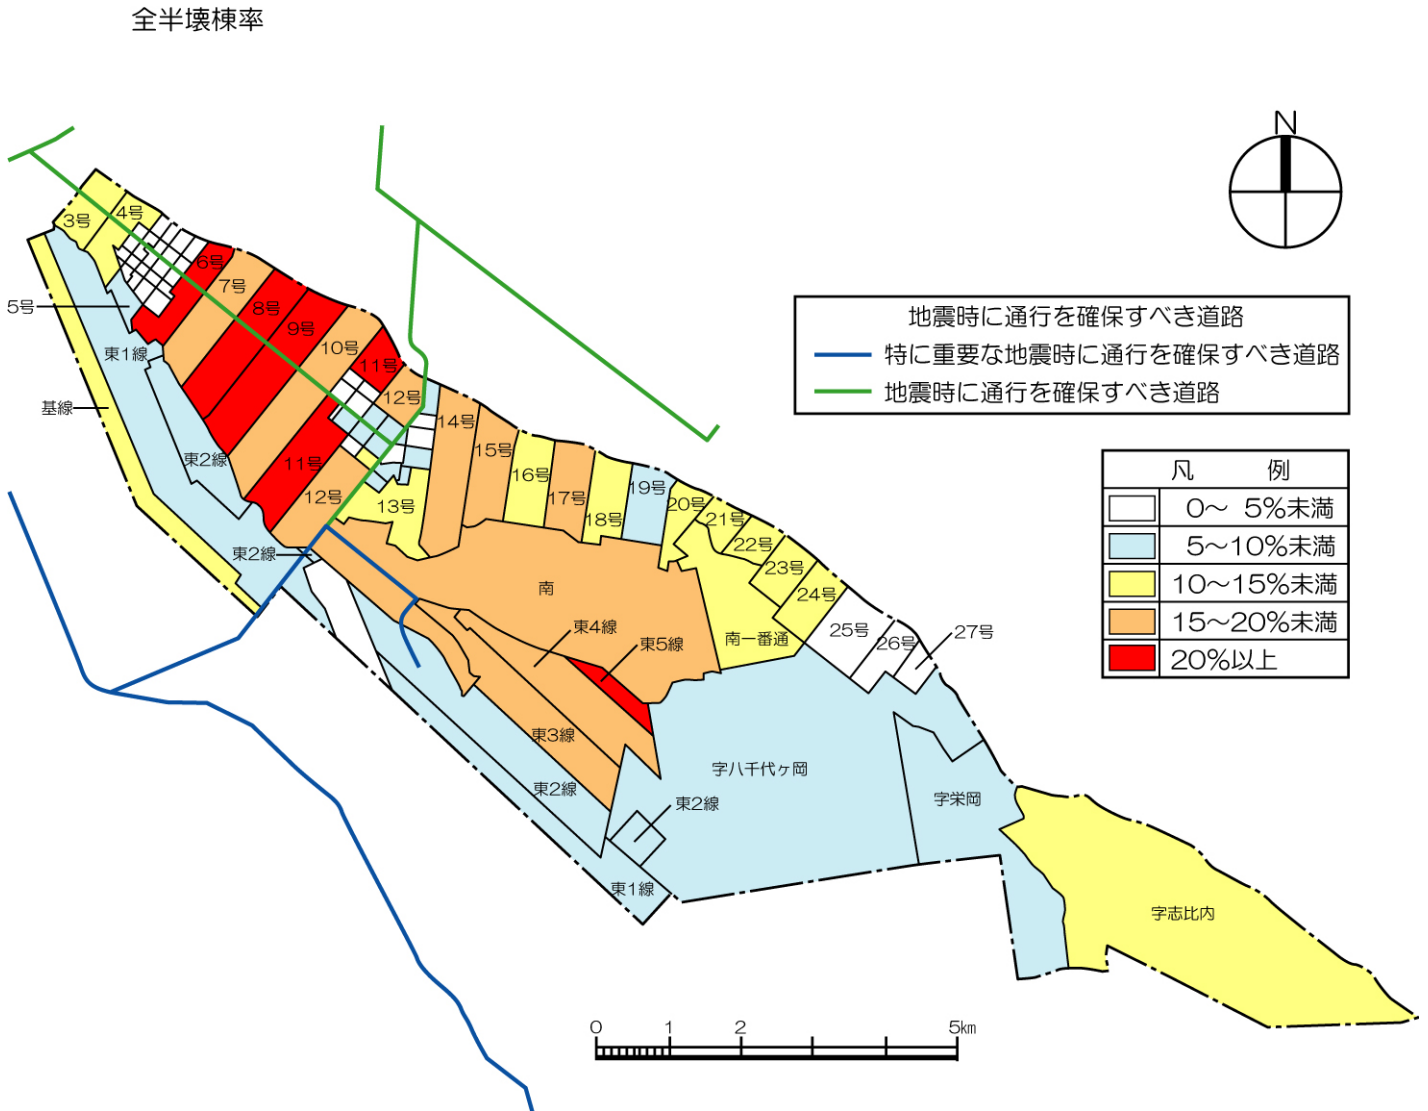 全半壊棟率
N
3号
4号
6号
7号
5号
8号
9号
10号
11号
12号
東1線
基線
東2線
11号
12号
13号
14号
15号
16号
17号
18号
19号
20号
21号
22号
23号
24号
25号
26号
27号
東2線
南
南一番通
東4線
東5線
東3線
東2線
東2線
東1線
字八千代ヶ岡
字栄岡
字志比内
地震時に通行を確保すべき道路
特に重要な地震時に通行を確保すべき道路
地震時に通行を確保すべき道路
凡 例
0〜 5%未満
5〜10%未満
10〜15%未満
15〜20%未満
20%以上
0 1 2 5km